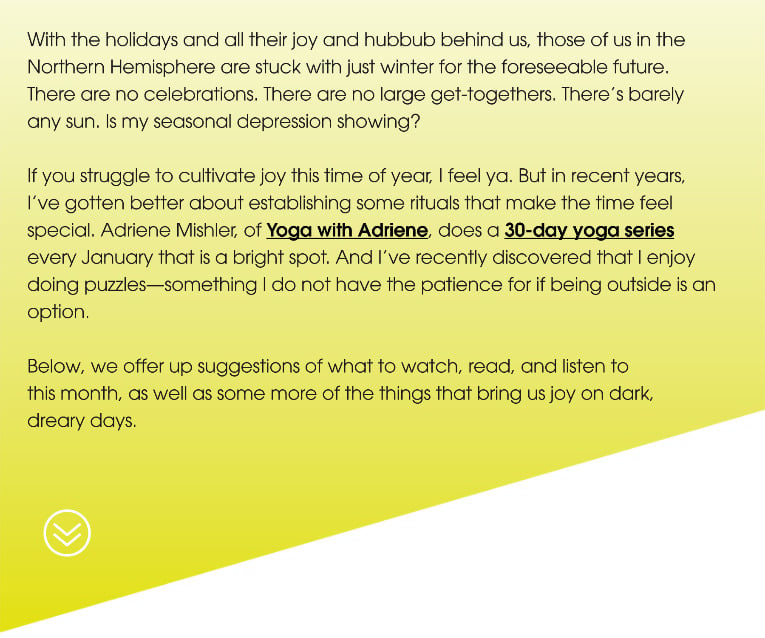 With the holidays and all their joy and hubbub behind us, those of us in the
Northern Hemisphere are stuck with just winter for the foreseeable future.
There are no celebrations. There are no large get-togethers. There's barely
any sun. Is my seasonal depression showing?
If you struggle to cultivate joy this time of year, I feel ya. But in recent years,
I've gotten better about establishing some rituals that make the time feel
special. Adriene Mishler, of Yoga with Adriene, does a 30-day yoga series
every January that is a bright spot. And I've recently discovered that I enjoy
doing puzzles—something I do not have the patience for if being outside is an
option.
Below, we offer up suggestions of what to watch, read, and listen to
this month, as well as some more of the things that bring us joy on dark,
dreary days.